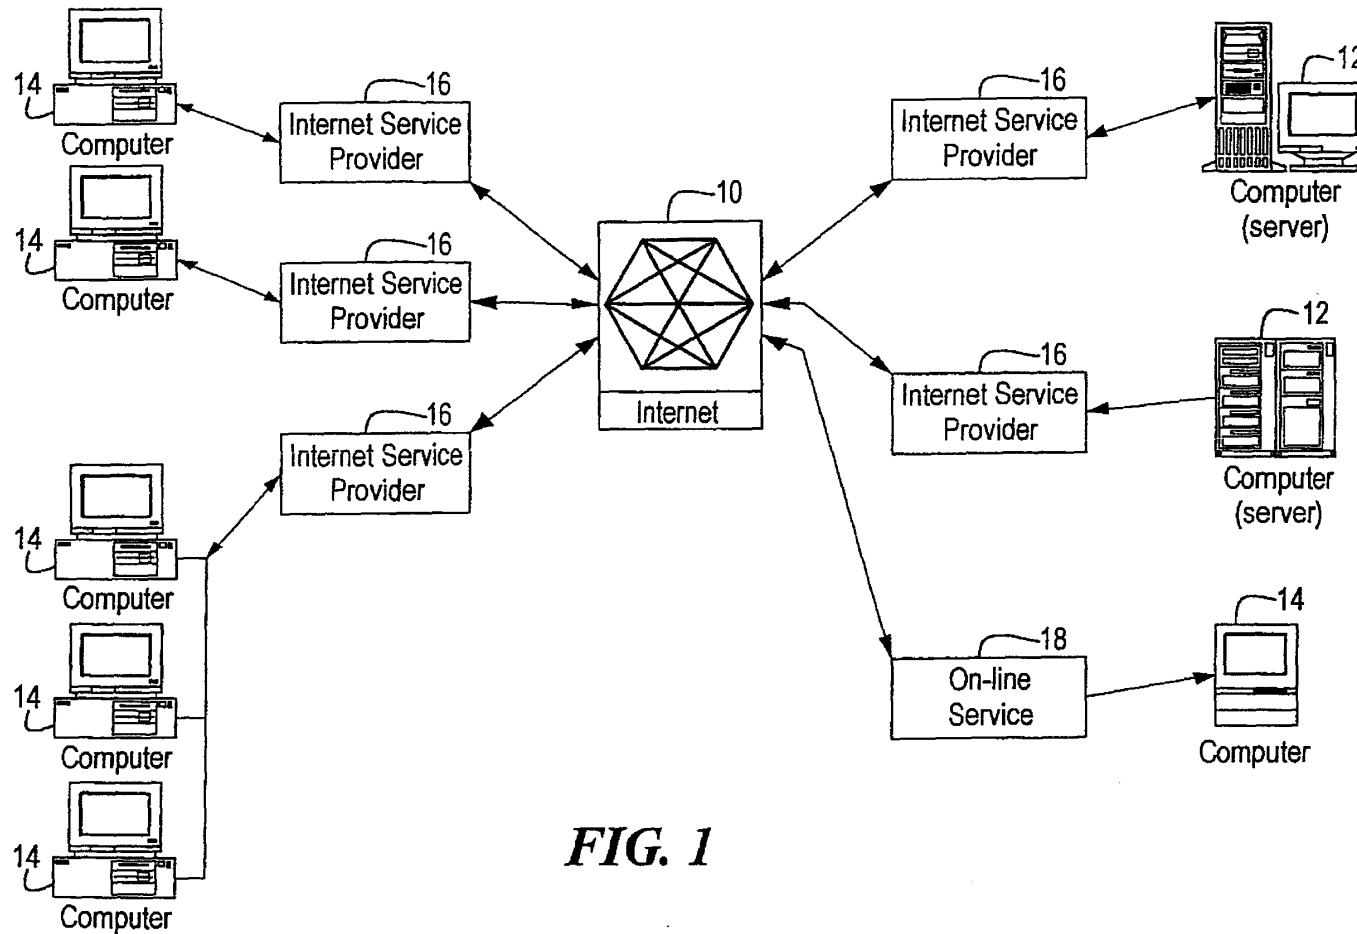 14
Computer
16
Internet Service
Provider
14
Computer
16
Internet Service
Provider
16
Internet Service
Provider
14
Computer
14
Computer
14
Computer
10
Internet
16
Internet Service
Provider
12
Computer
(server)
16
Internet Service
Provider
12
Computer
(server)
18
On-line
Service
14
Computer
FIG. 1